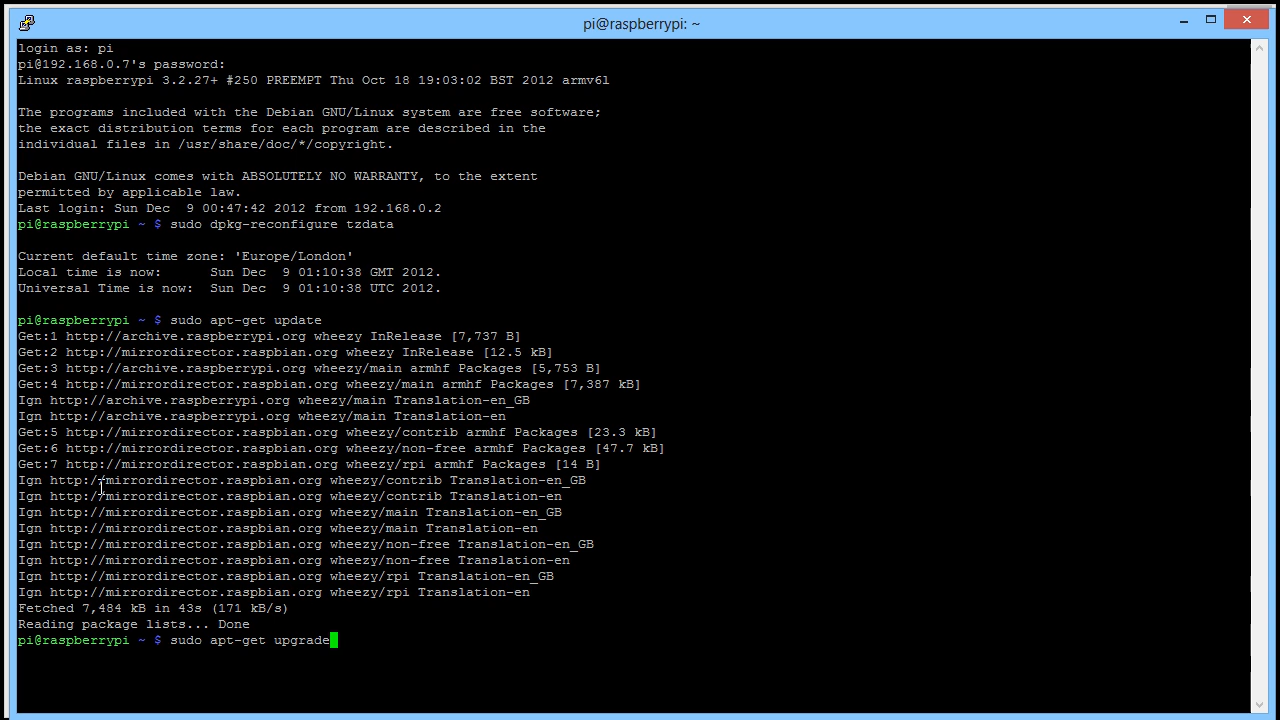 pi@raspberrypi: ~
login as: pi
pi@192.168.0.7's password:
Linux raspberrypi 3.2.27+ #250 PREEMPT Thu Oct 18 19:03:02 BST 2012 armv6l
The programs included with the Debian GNU/Linux system are free software;
the exact distribution terms for each program are described in the
individual files in /usr/share/doc/*/copyright.
Debian GNU/Linux comes with ABSOLUTELY NO WARRANTY, to the extent
permitted by applicable law.
Last login: Sun Dec  9 00:47:42 2012 from 192.168.0.2
pi@raspberrypi ~ $ sudo dpkg-reconfigure tzdata
Current default time zone: 'Europe/London'
Local time is now:      Sun Dec  9 01:10:38 GMT 2012.
Universal Time is now:  Sun Dec  9 01:10:38 UTC 2012.
pi@raspberrypi ~ $ sudo apt-get update
Get:1 http://archive.raspberrypi.org wheezy InRelease [7,737 B]
Get:2 http://mirrordirector.raspbian.org wheezy InRelease [12.5 kB]
Get:3 http://archive.raspberrypi.org wheezy/main armhf Packages [5,753 B]
Get:4 http://mirrordirector.raspbian.org wheezy/main armhf Packages [7,387 kB]
Ign http://archive.raspberrypi.org wheezy/main Translation-en_GB
Ign http://archive.raspberrypi.org wheezy/main Translation-en
Get:5 http://mirrordirector.raspbian.org wheezy/contrib armhf Packages [23.3 kB]
Get:6 http://mirrordirector.raspbian.org wheezy/non-free armhf Packages [47.7 kB]
Get:7 http://mirrordirector.raspbian.org wheezy/rpi armhf Packages [14 B]
Ign http://mirrordirector.raspbian.org wheezy/contrib Translation-en_GB
Ign http://mirrordirector.raspbian.org wheezy/contrib Translation-en
Ign http://mirrordirector.raspbian.org wheezy/main Translation-en_GB
Ign http://mirrordirector.raspbian.org wheezy/main Translation-en
Ign http://mirrordirector.raspbian.org wheezy/non-free Translation-en_GB
Ign http://mirrordirector.raspbian.org wheezy/non-free Translation-en
Ign http://mirrordirector.raspbian.org wheezy/rpi Translation-en_GB
Ign http://mirrordirector.raspbian.org wheezy/rpi Translation-en
Fetched 7,484 kB in 43s (171 kB/s)
Reading package lists... Done
pi@raspberrypi ~ $ sudo apt-get upgrade